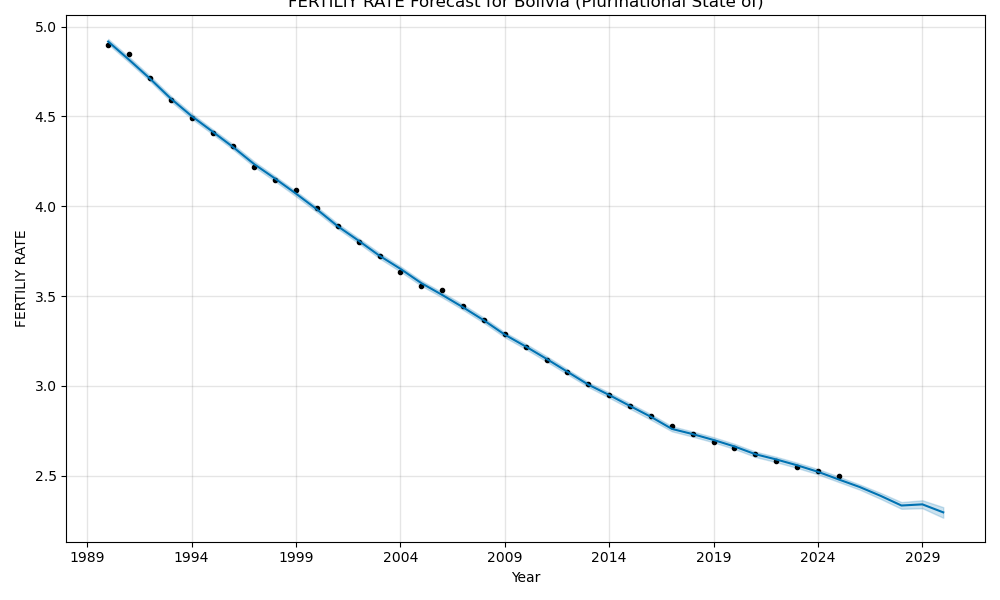 FERTILIY RATE Forecast for Bolivia (Plurinational State of)
5.0
4.5
4.0
3.5
3.0
2.5
FERTILIY RATE
1989 1994 1999 2004 2009 2014 2019 2024 2029
Year